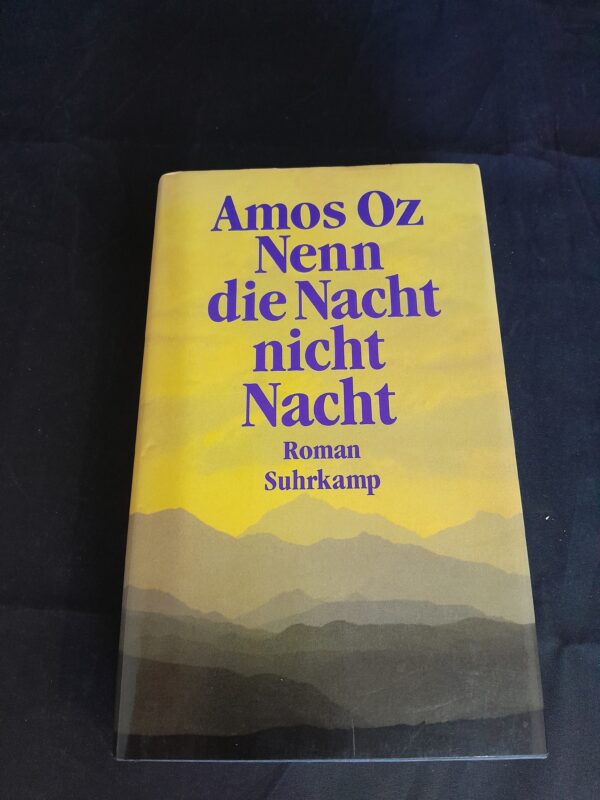 Amos Oz
Nenn
die Nacht
nicht
Nacht
Roman
Suhrkamp